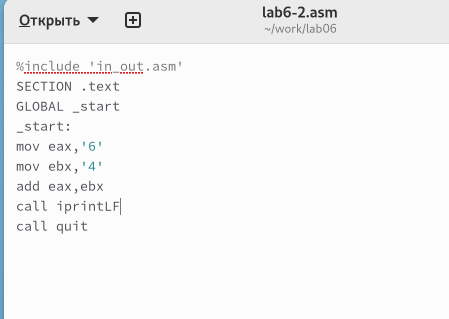 Открыть
lab6-2.asm
~/work/lab06
%include 'in_out.asm'
SECTION .text
GLOBAL _start
_start:
mov eax,'6'
mov ebx,'4'
add eax,ebx
call iprintLF
call quit